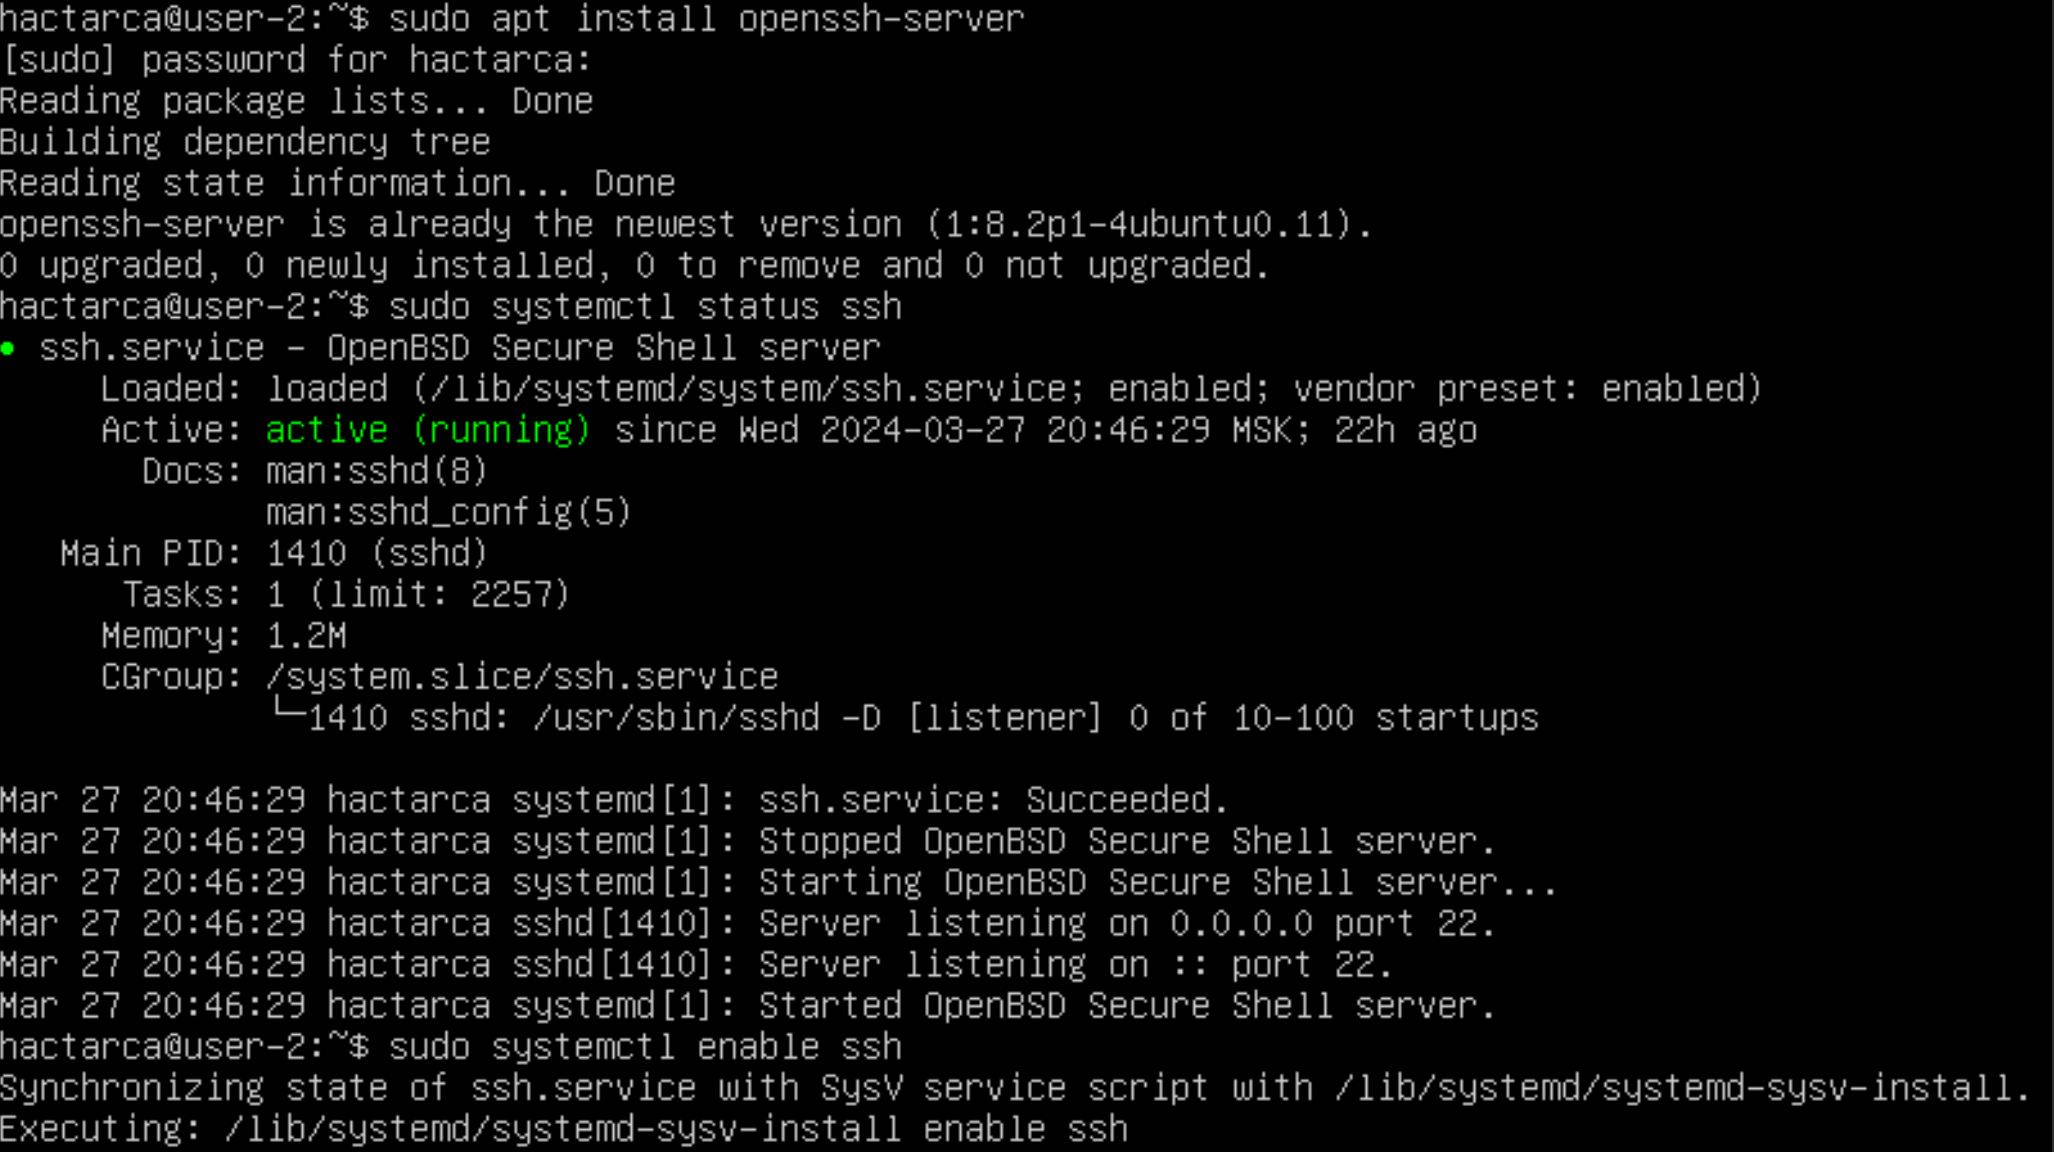 hactarca@user-2:~$ sudo apt install openssh-server
[sudo] password for hactarca:
Reading package lists... Done
Building dependency tree
Reading state information... Done
openssh-server is already the newest version (1:8.2p1-4ubuntu0.11).
0 upgraded, 0 newly installed, 0 to remove and 0 not upgraded.
hactarca@user-2:~$ sudo systemctl status ssh
● ssh.service - OpenBSD Secure Shell server
     Loaded: loaded (/lib/systemd/system/ssh.service; enabled; vendor preset: enabled)
     Active: active (running) since Wed 2024-03-27 20:46:29 MSK; 22h ago
       Docs: man:sshd(8)
             man:sshd_config(5)
   Main PID: 1410 (sshd)
      Tasks: 1 (limit: 2257)
     Memory: 1.2M
     CGroup: /system.slice/ssh.service
             └─1410 sshd: /usr/sbin/sshd -D [listener] 0 of 10-100 startups
Mar 27 20:46:29 hactarca systemd[1]: ssh.service: Succeeded.
Mar 27 20:46:29 hactarca systemd[1]: Stopped OpenBSD Secure Shell server.
Mar 27 20:46:29 hactarca systemd[1]: Starting OpenBSD Secure Shell server...
Mar 27 20:46:29 hactarca sshd[1410]: Server listening on 0.0.0.0 port 22.
Mar 27 20:46:29 hactarca sshd[1410]: Server listening on :: port 22.
Mar 27 20:46:29 hactarca systemd[1]: Started OpenBSD Secure Shell server.
hactarca@user-2:~$ sudo systemctl enable ssh
Synchronizing state of ssh.service with SysV service script with /lib/systemd/systemd-sysv-install.
Executing: /lib/systemd/systemd-sysv-install enable ssh